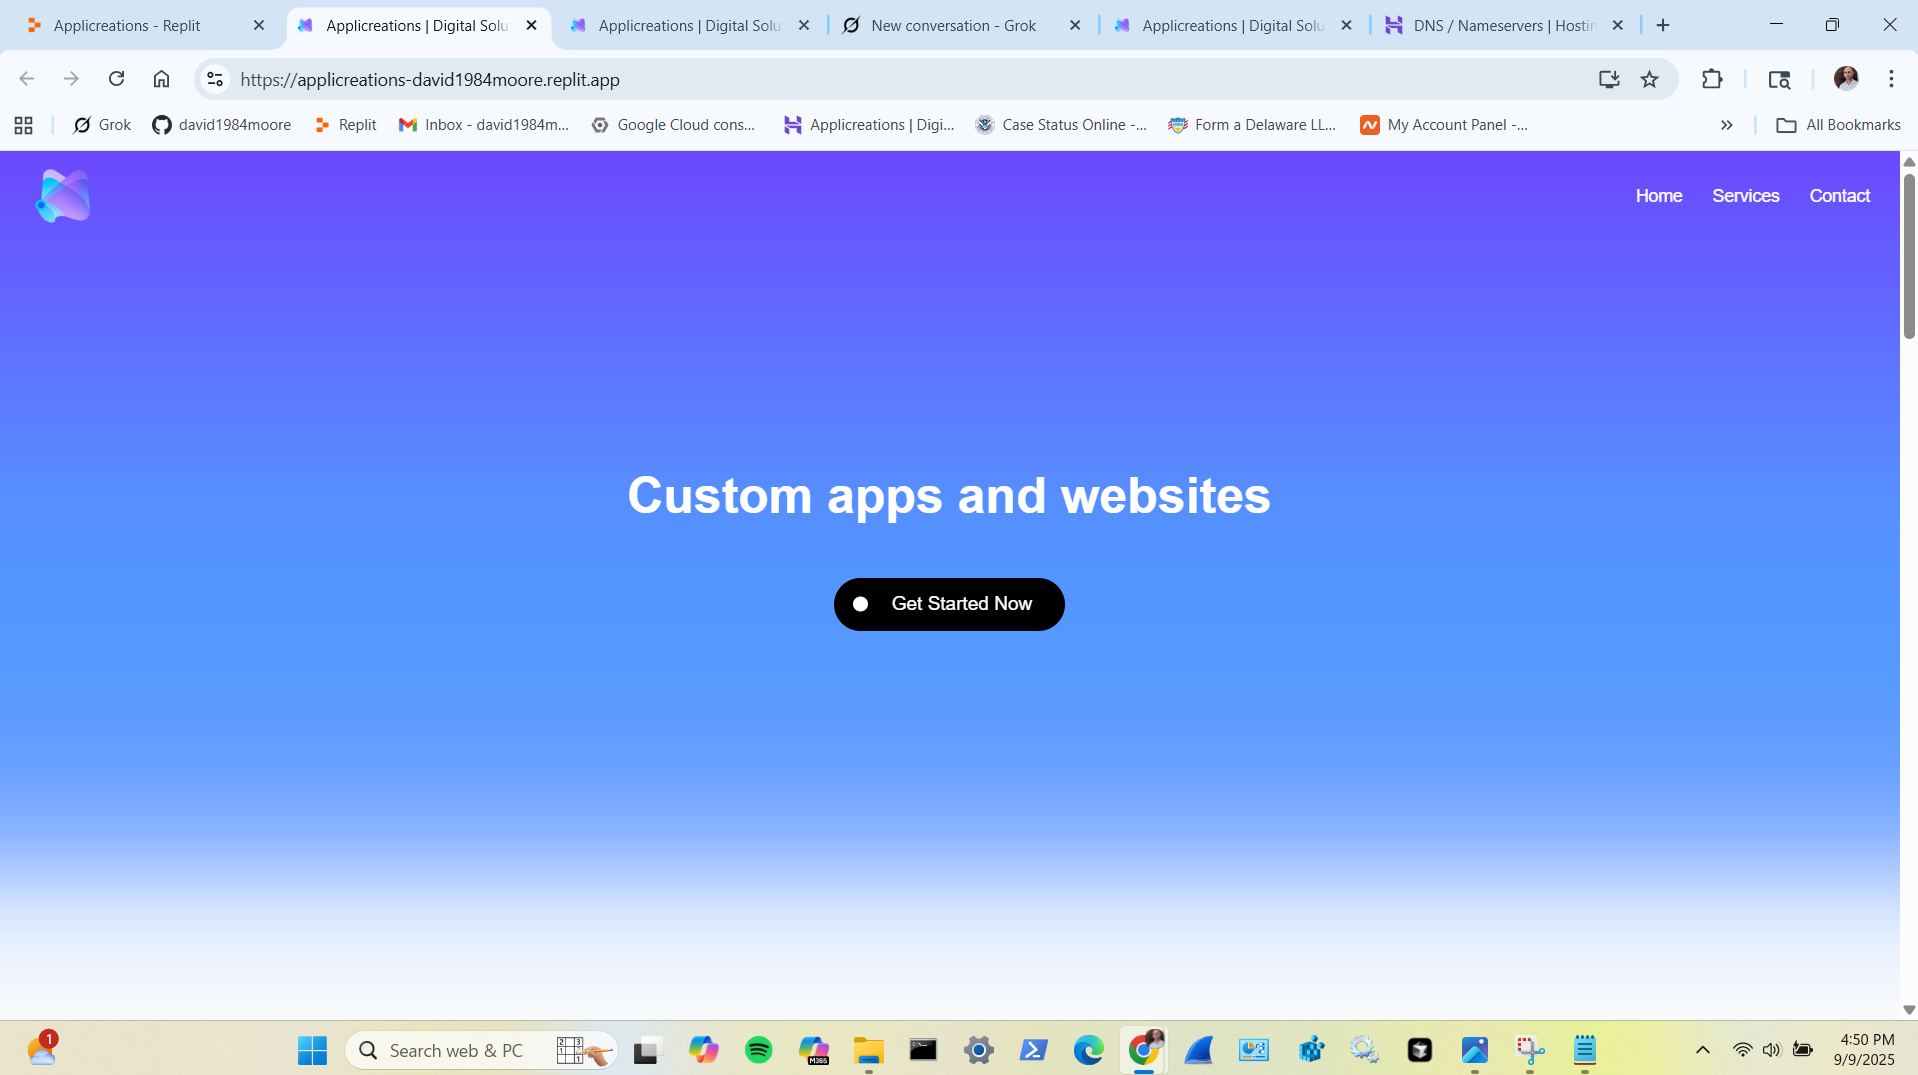 Applicreations - Replit
Applicreations | Digital Solu
Applicreations | Digital Solu
New conversation - Grok
Applicreations | Digital Solu
DNS / Nameservers | Hostin
https://applicreations-david1984moore.replit.app
Grok
david1984moore
Replit
Inbox - david1984m...
Google Cloud cons...
Applicreations | Digi...
Case Status Online -...
Form a Delaware LL...
My Account Panel -...
All Bookmarks
Home
Services
Contact
Custom apps and websites
Get Started Now
1
Search web & PC
M365
4:50 PM
9/9/2025